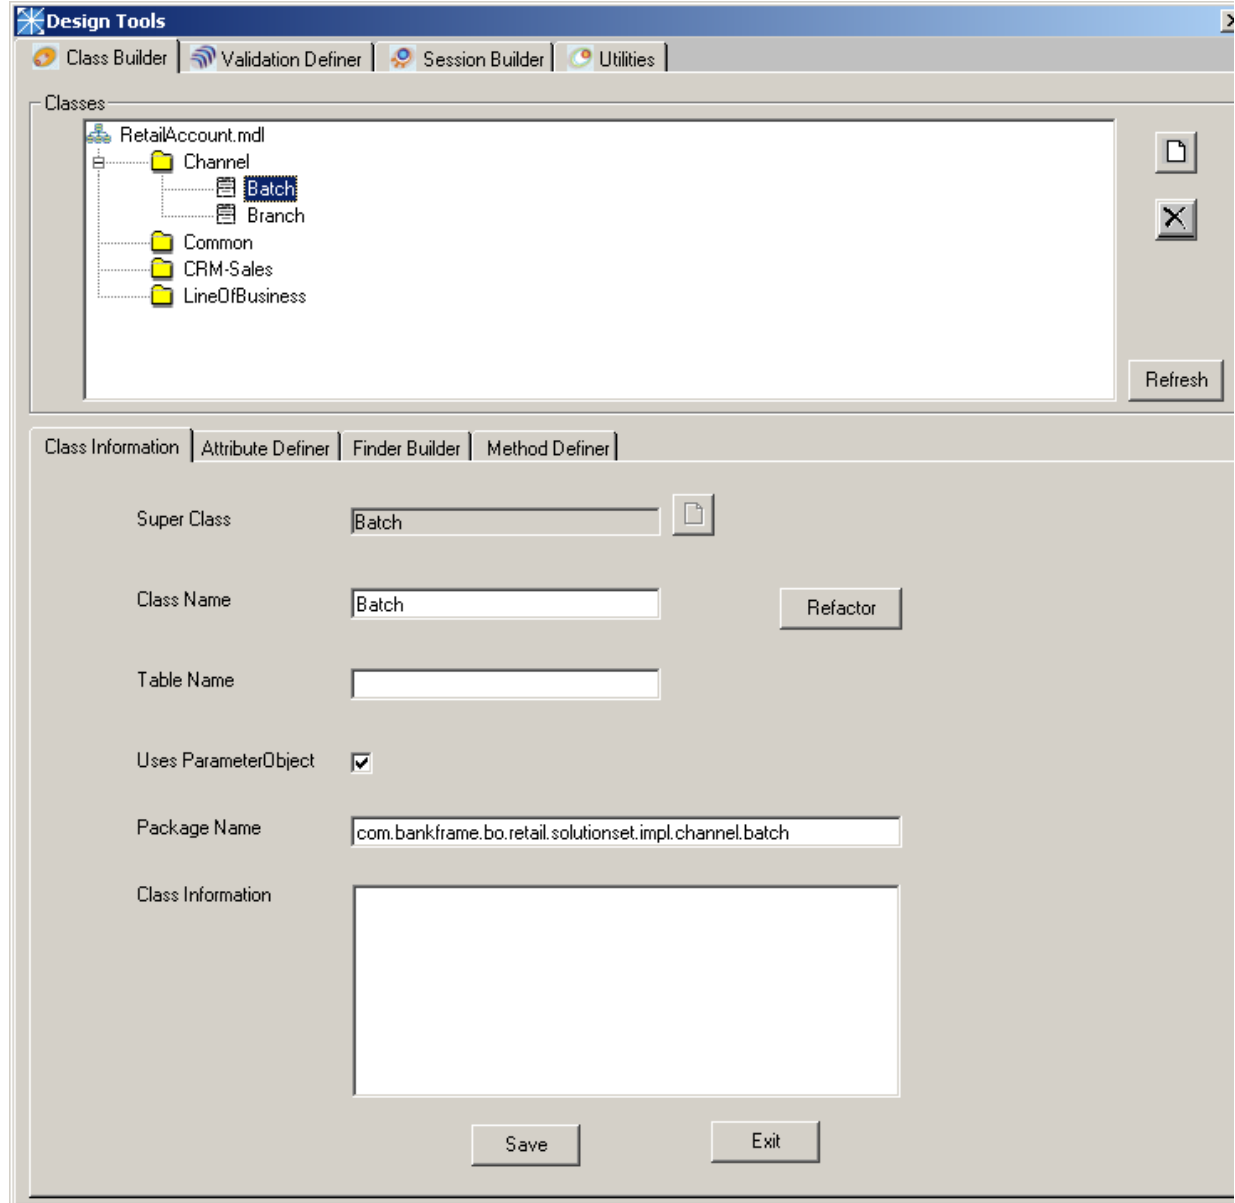 Design Tools
Class Builder Validation Definer Session Builder Utilities
Classes
RetailAccount.mdl
Channel
Batch
Branch
Common
CRM-Sales
LineOfBusiness
Refresh
Class Information Attribute Definer Finder Builder Method Definer
Super Class Batch
Class Name Batch Refactor
Table Name
Uses ParameterObject
Package Name com.bankframe.bo.retail.solutionset.impl.channel.batch
Class Information
Save Exit